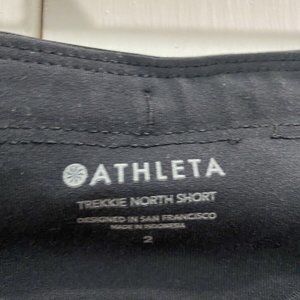 ATHLETA
TREKKIE NORTH SHORT
DESIGNED IN SAN FRANCISCO
MADE IN INDONESIA
2